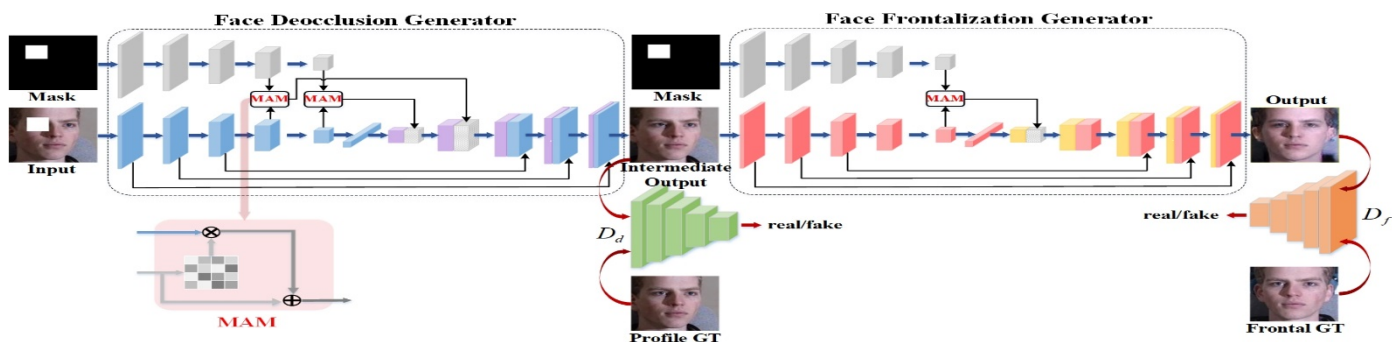 Face Deocclusion Generator
Face Frontalization Generator
Mask
MAM
MAM
Input
Mask
MAM
Output
Intermediate
Output
D_d
real/fake
real/fake
D_f
MAM
Profile GT
Frontal GT